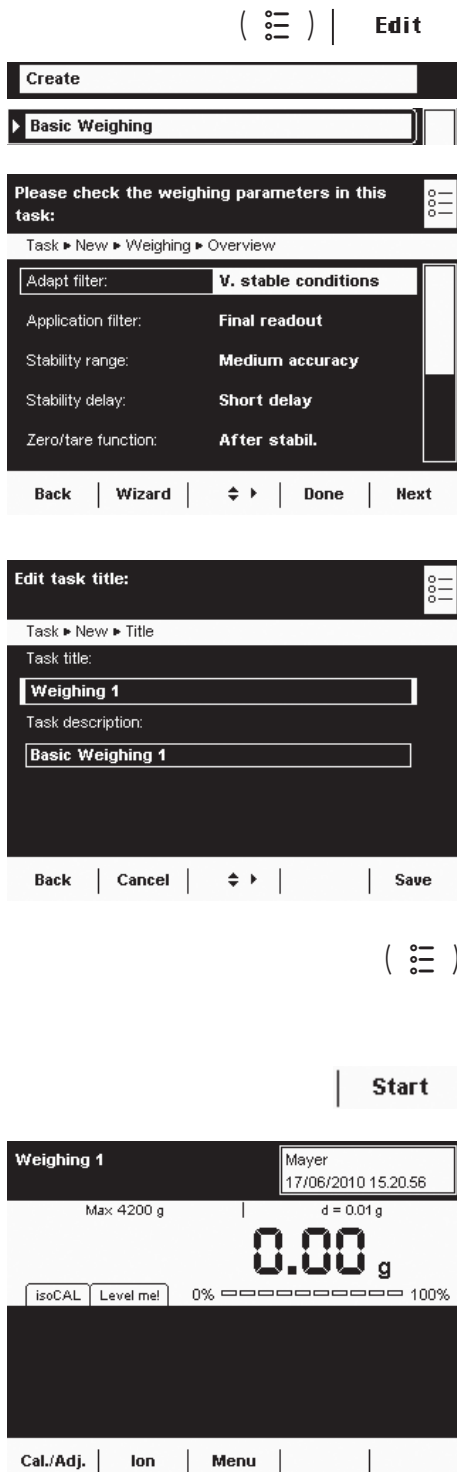 ( ) | Edit
Create
Basic Weighing
Please check the weighing parameters in this
task:
Task ▸ New ▸ Weighing ▸ Overview
Adapt filter: V. stable conditions
Application filter: Final readout
Stability range: Medium accuracy
Stability delay: Short delay
Zero/tare function: After stabil.
Back | Wizard | | Done | Next
Edit task title:
Task ▸ New ▸ Title
Task title:
Weighing 1
Task description:
Basic Weighing 1
Back | Cancel | | | Save
( )
| Start
Weighing 1 Mayer
17/06/2010 15.20.56
Max 4200 g | d = 0.01 g
0.00 g
isoCAL Level me! 0% 100%
Cal./Adj. | Ion | Menu | |